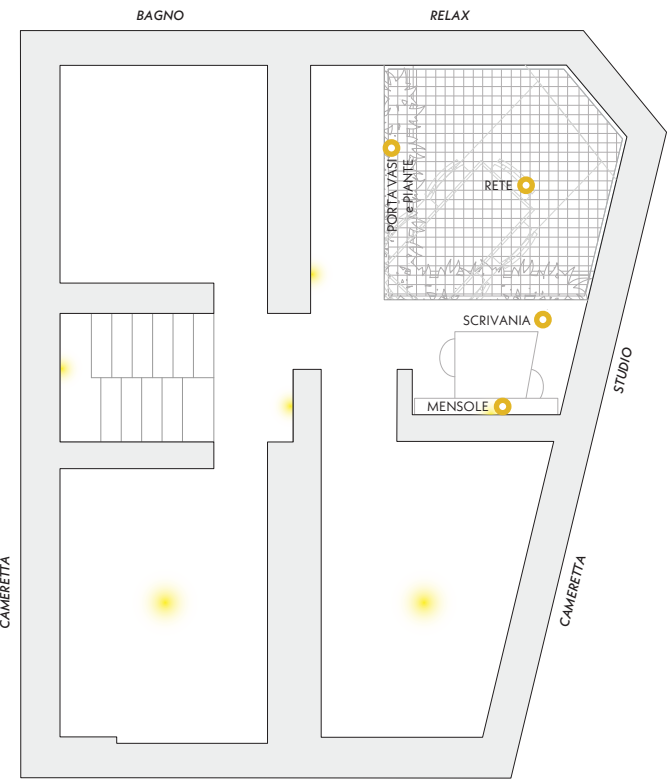 BAGNO
RELAX
PORTA VASI
e PIANTE
RETE
SCRIVANIA
STUDIO
MENSOLE
CAMERETTA
CAMERETTA